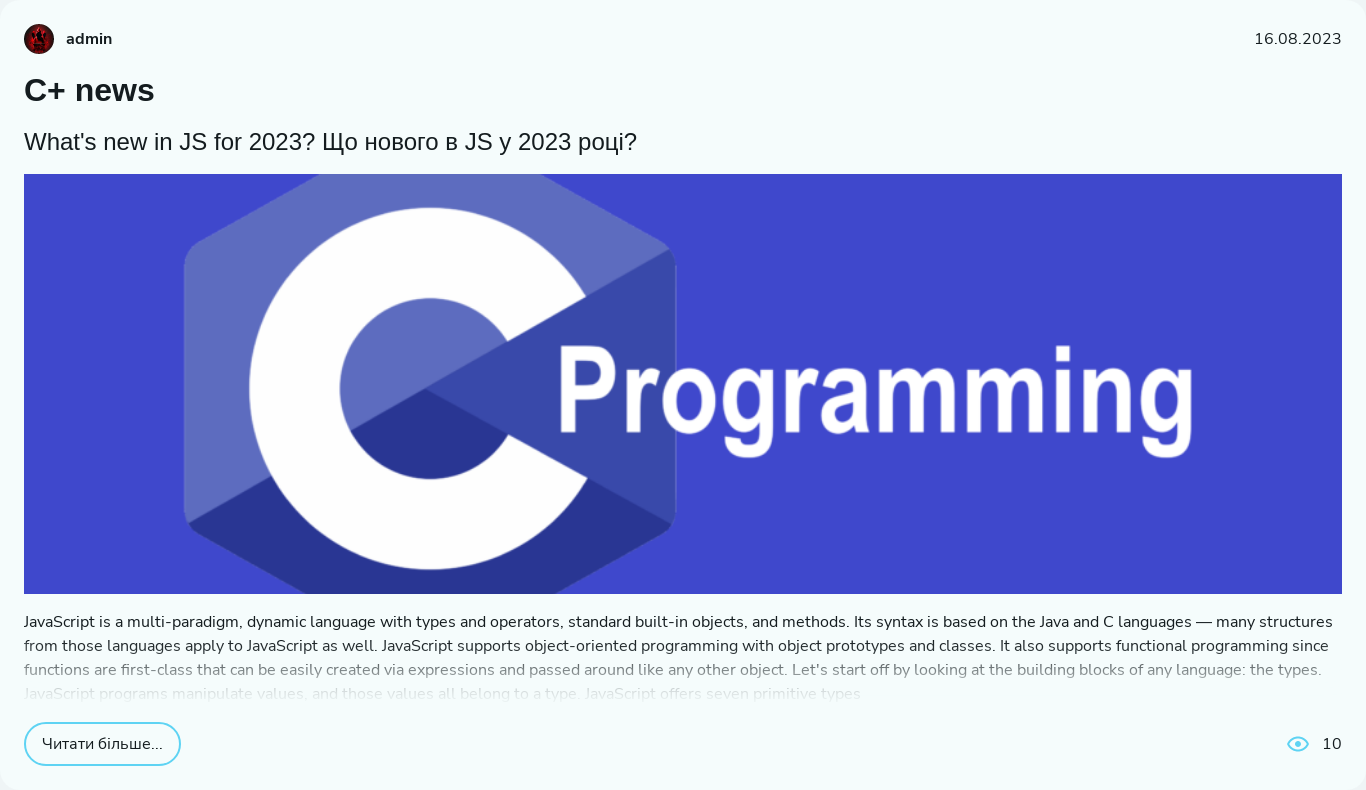 admin
16.08.2023
C+ news
What's new in JS for 2023? Що нового в JS у 2023 році?
C Programming
JavaScript is a multi-paradigm, dynamic language with types and operators, standard built-in objects, and methods. Its syntax is based on the Java and C languages — many structures
from those languages apply to JavaScript as well. JavaScript supports object-oriented programming with object prototypes and classes. It also supports functional programming since
functions are first-class that can be easily created via expressions and passed around like any other object. Let's start off by looking at the building blocks of any language: the types.
JavaScript programs manipulate values, and those values all belong to a type. JavaScript offers seven primitive types
Читати більше...
10